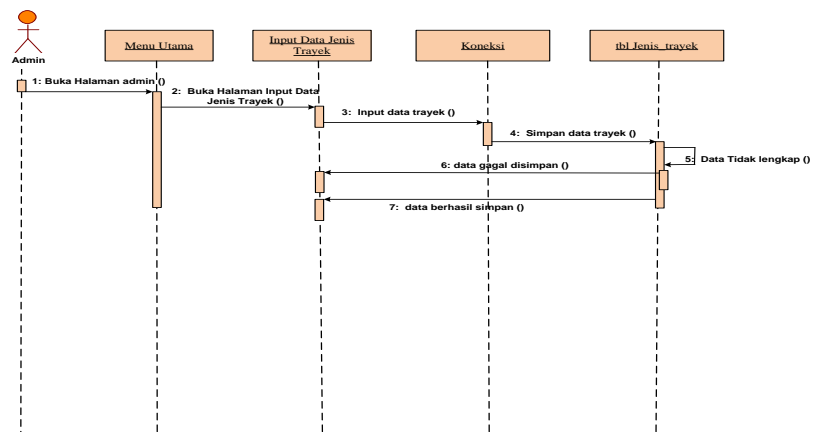 Admin
Menu Utama
Input Data Jenis
Trayek
Koneksi
tbl Jenis_trayek
1: Buka Halaman admin ()
2: Buka Halaman Input Data
Jenis Trayek ()
3: Input data trayek ()
4: Simpan data trayek ()
5: Data Tidak lengkap ()
6: data gagal disimpan ()
7: data berhasil simpan ()